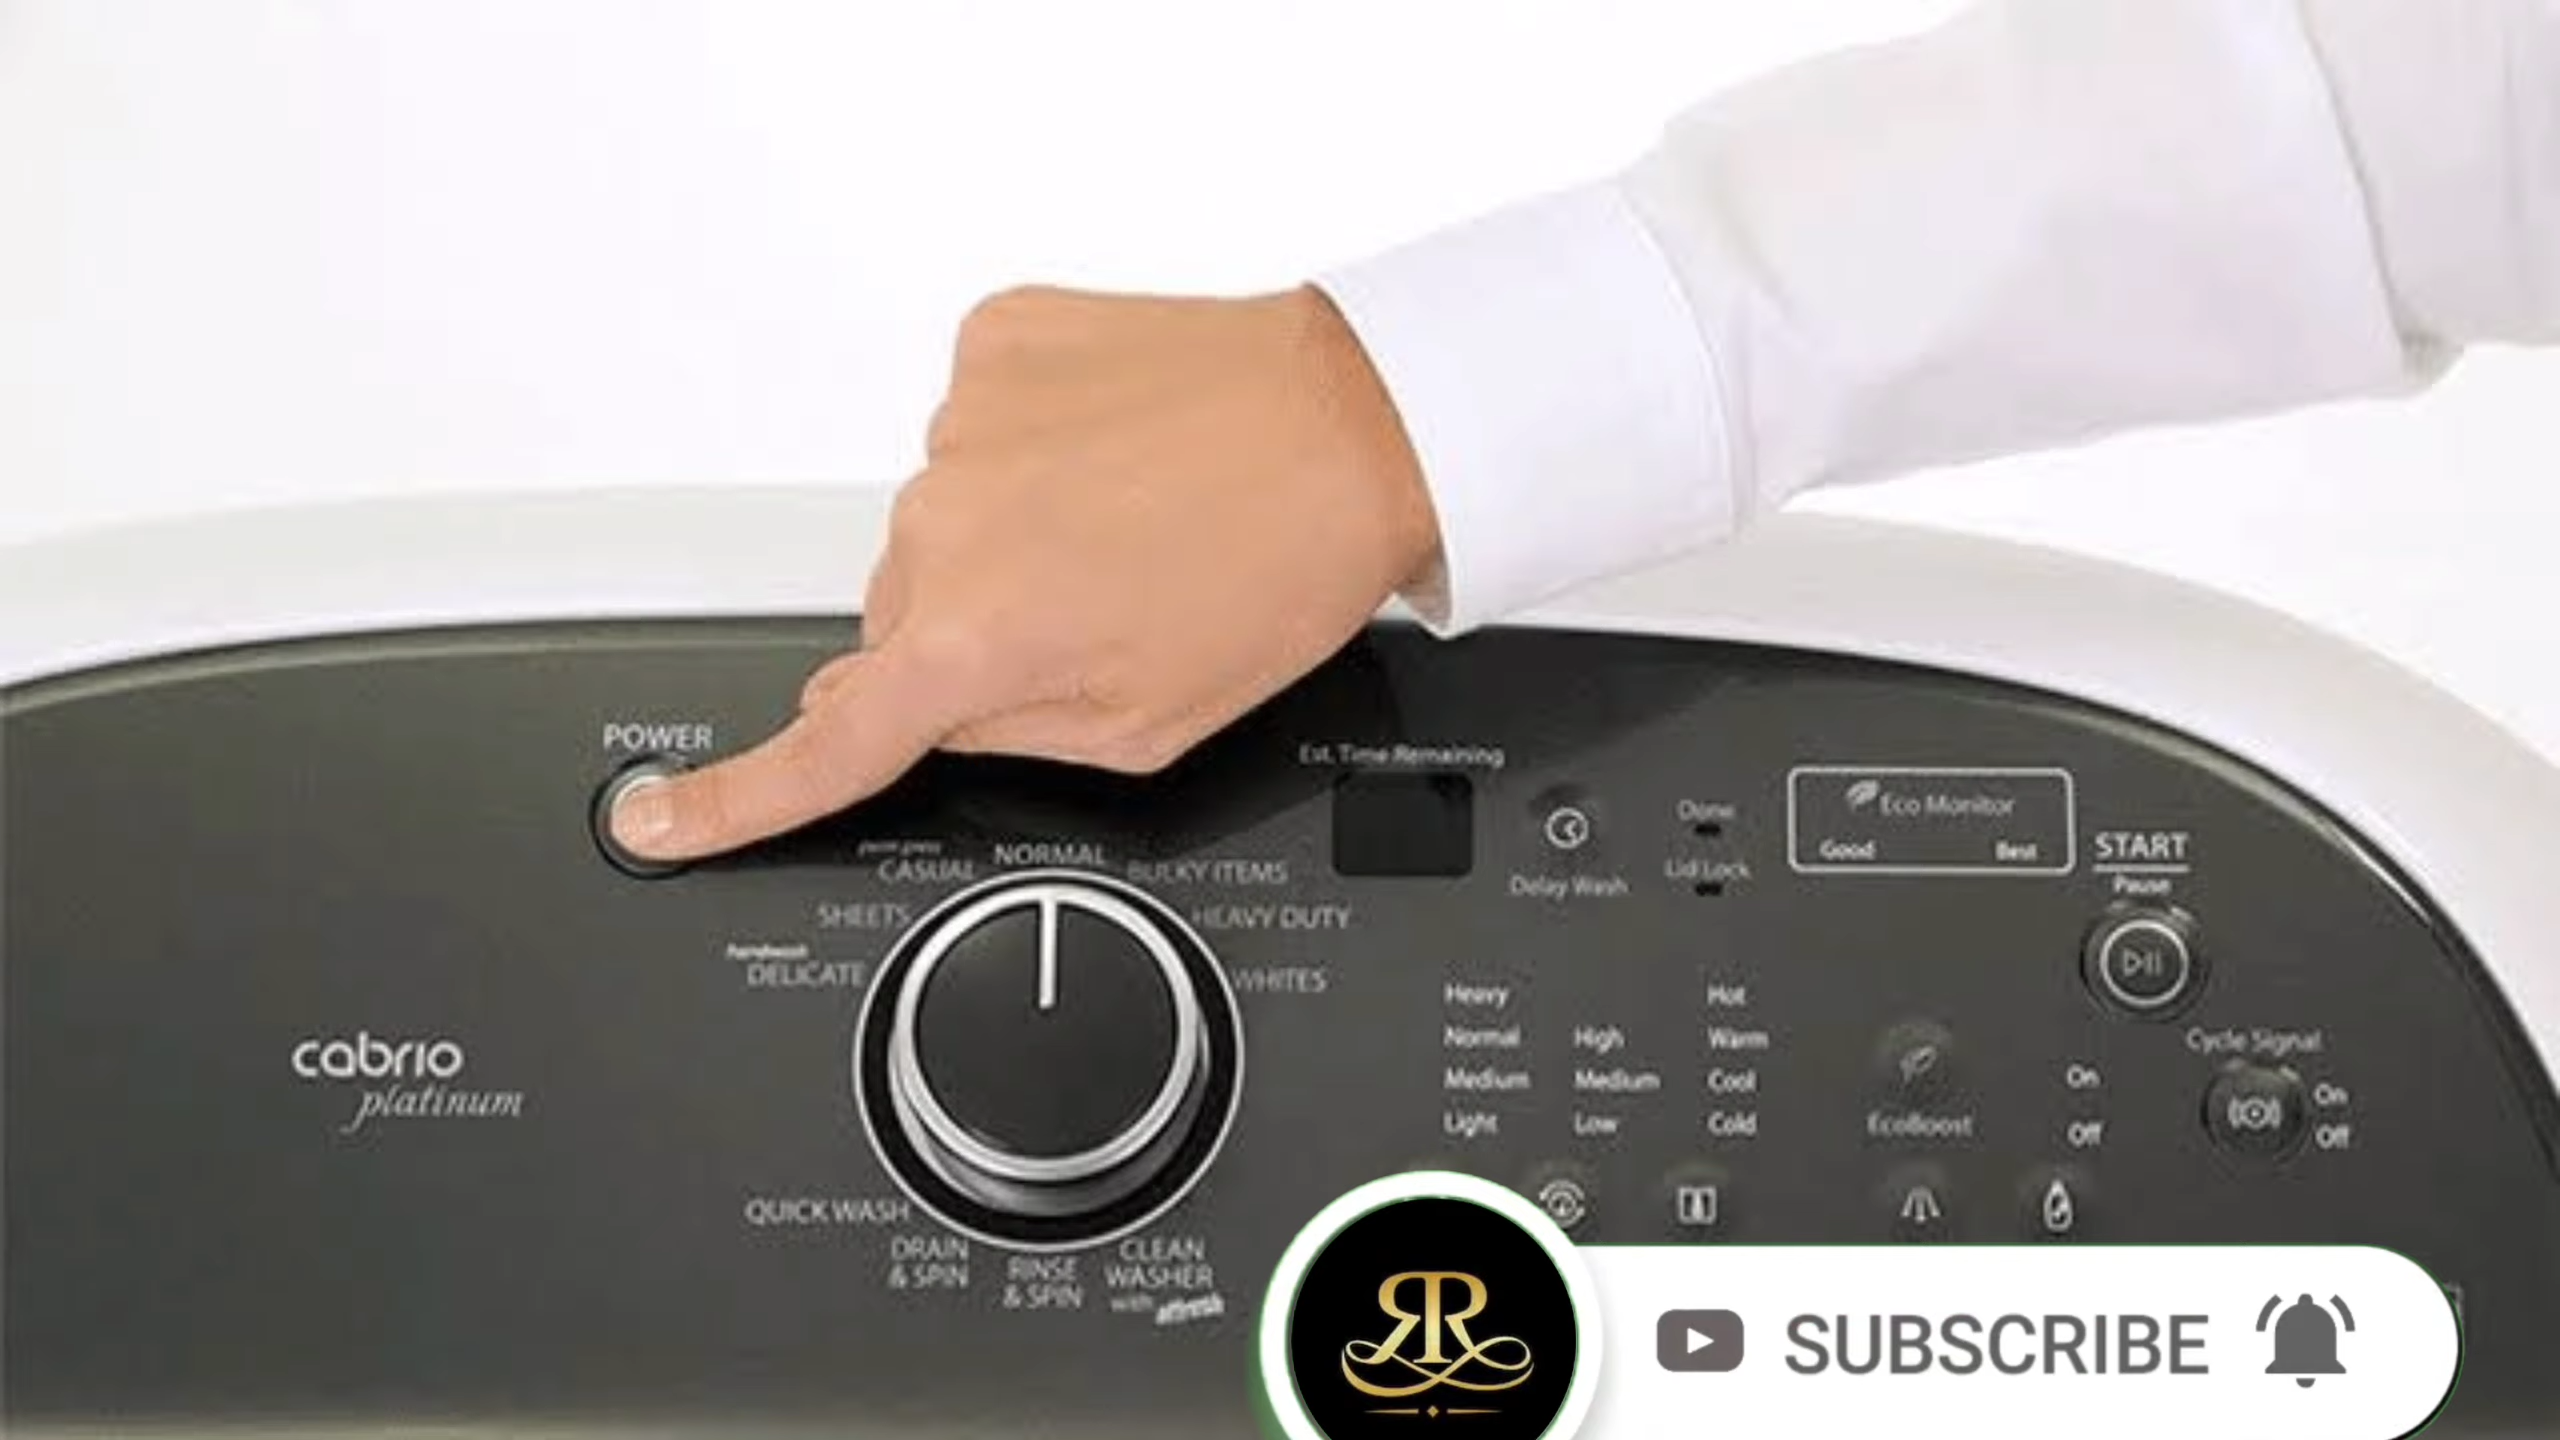 POWER
Est. Time Remaining
Eco Monitor
Good Best
Done
Lid Lock
Delay Wash
START
Pause
NORMAL
CASUAL
BULKY ITEMS
SHEETS
HEAVY DUTY
handwash
DELICATE
WHITES
cabrio
platinum
Heavy
Normal
Medium
Light
High
Medium
Low
Hot
Warm
Cool
Cold
EcoBoost
On
Off
Cycle Signal
On
Off
QUICK WASH
DRAIN
& SPIN
RINSE
& SPIN
CLEAN
WASHER
with affresh
SUBSCRIBE